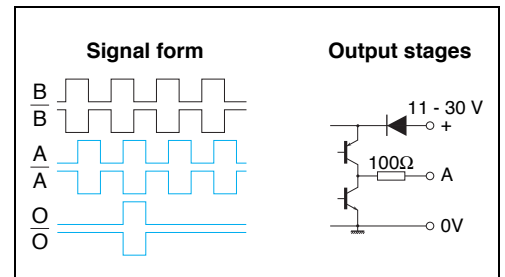 Signal form
Output stages
B
B
A
A
O
O
11 - 30 V
+
100Ω
A
0V